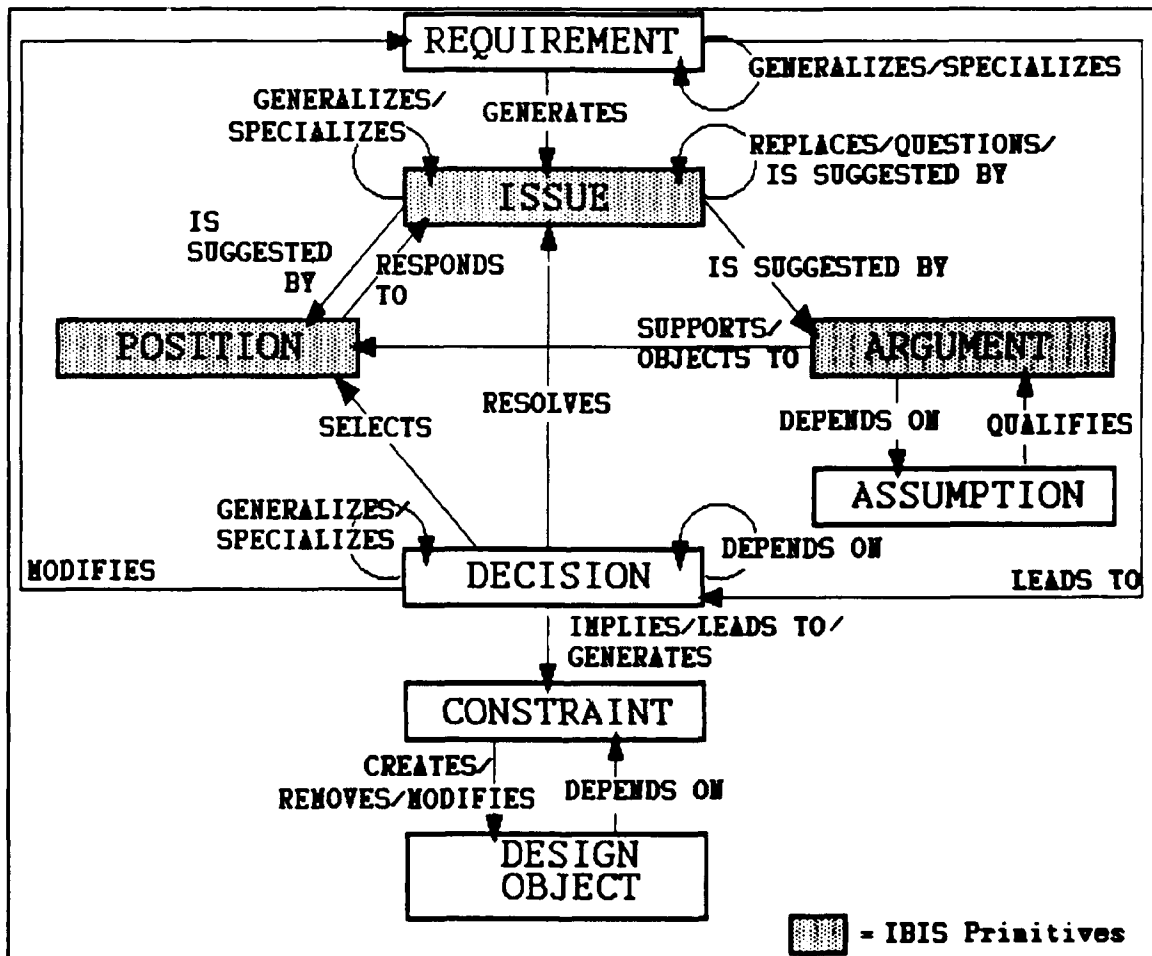 REQUIREMENT
GENERALIZES/SPECIALIZES
GENERALIZES/
SPECIALIZES
GENERATES
REPLACES/QUESTIONS/
IS SUGGESTED BY
ISSUE
IS
SUGGESTED
BY
RESPONDS
TO
IS SUGGESTED BY
POSITION
SUPPORTS/
OBJECTS TO
ARGUMENT
SELECTS
RESOLVES
DEPENDS ON
QUALIFIES
ASSUMPTION
GENERALIZES/
SPECIALIZES
DEPENDS ON
MODIFIES
DECISION
LEADS TO
IMPLIES/LEADS TO/
GENERATES
CONSTRAINT
CREATES/
REMOVES/MODIFIES
DEPENDS ON
DESIGN
OBJECT
= IBIS Primitives